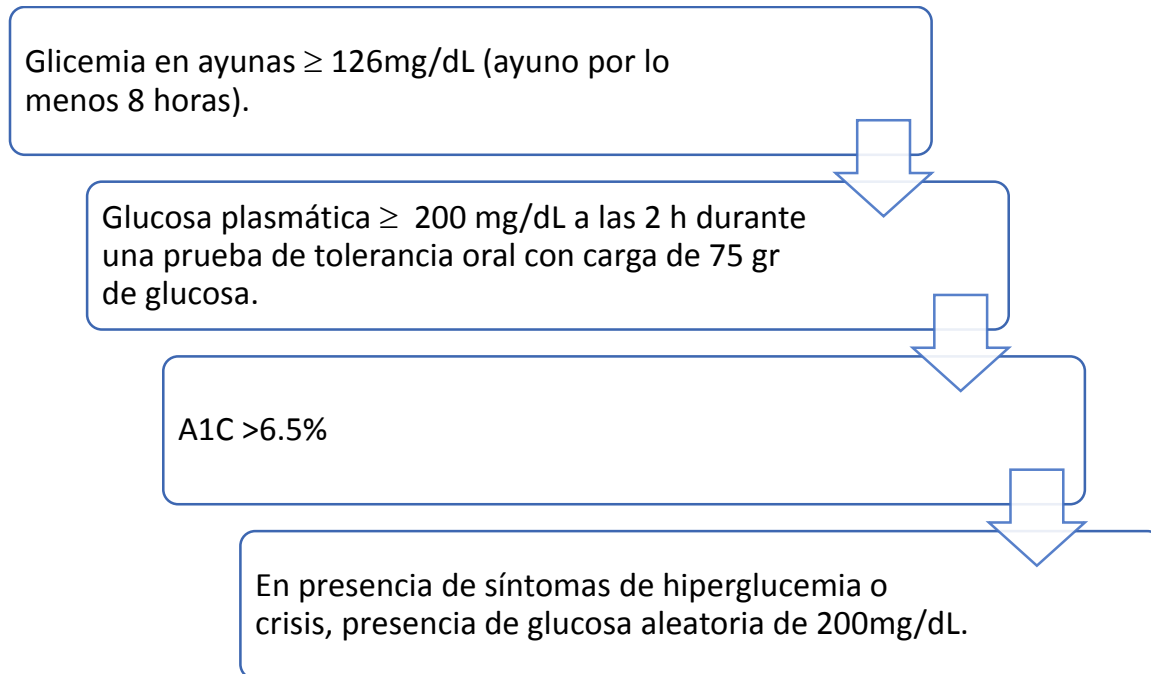 Glicemia en ayunas ≥ 126mg/dL (ayuno por lo
menos 8 horas).
Glucosa plasmática ≥ 200 mg/dL a las 2 h durante
una prueba de tolerancia oral con carga de 75 gr
de glucosa.
A1C >6.5%
En presencia de síntomas de hiperglucemia o
crisis, presencia de glucosa aleatoria de 200mg/dL.